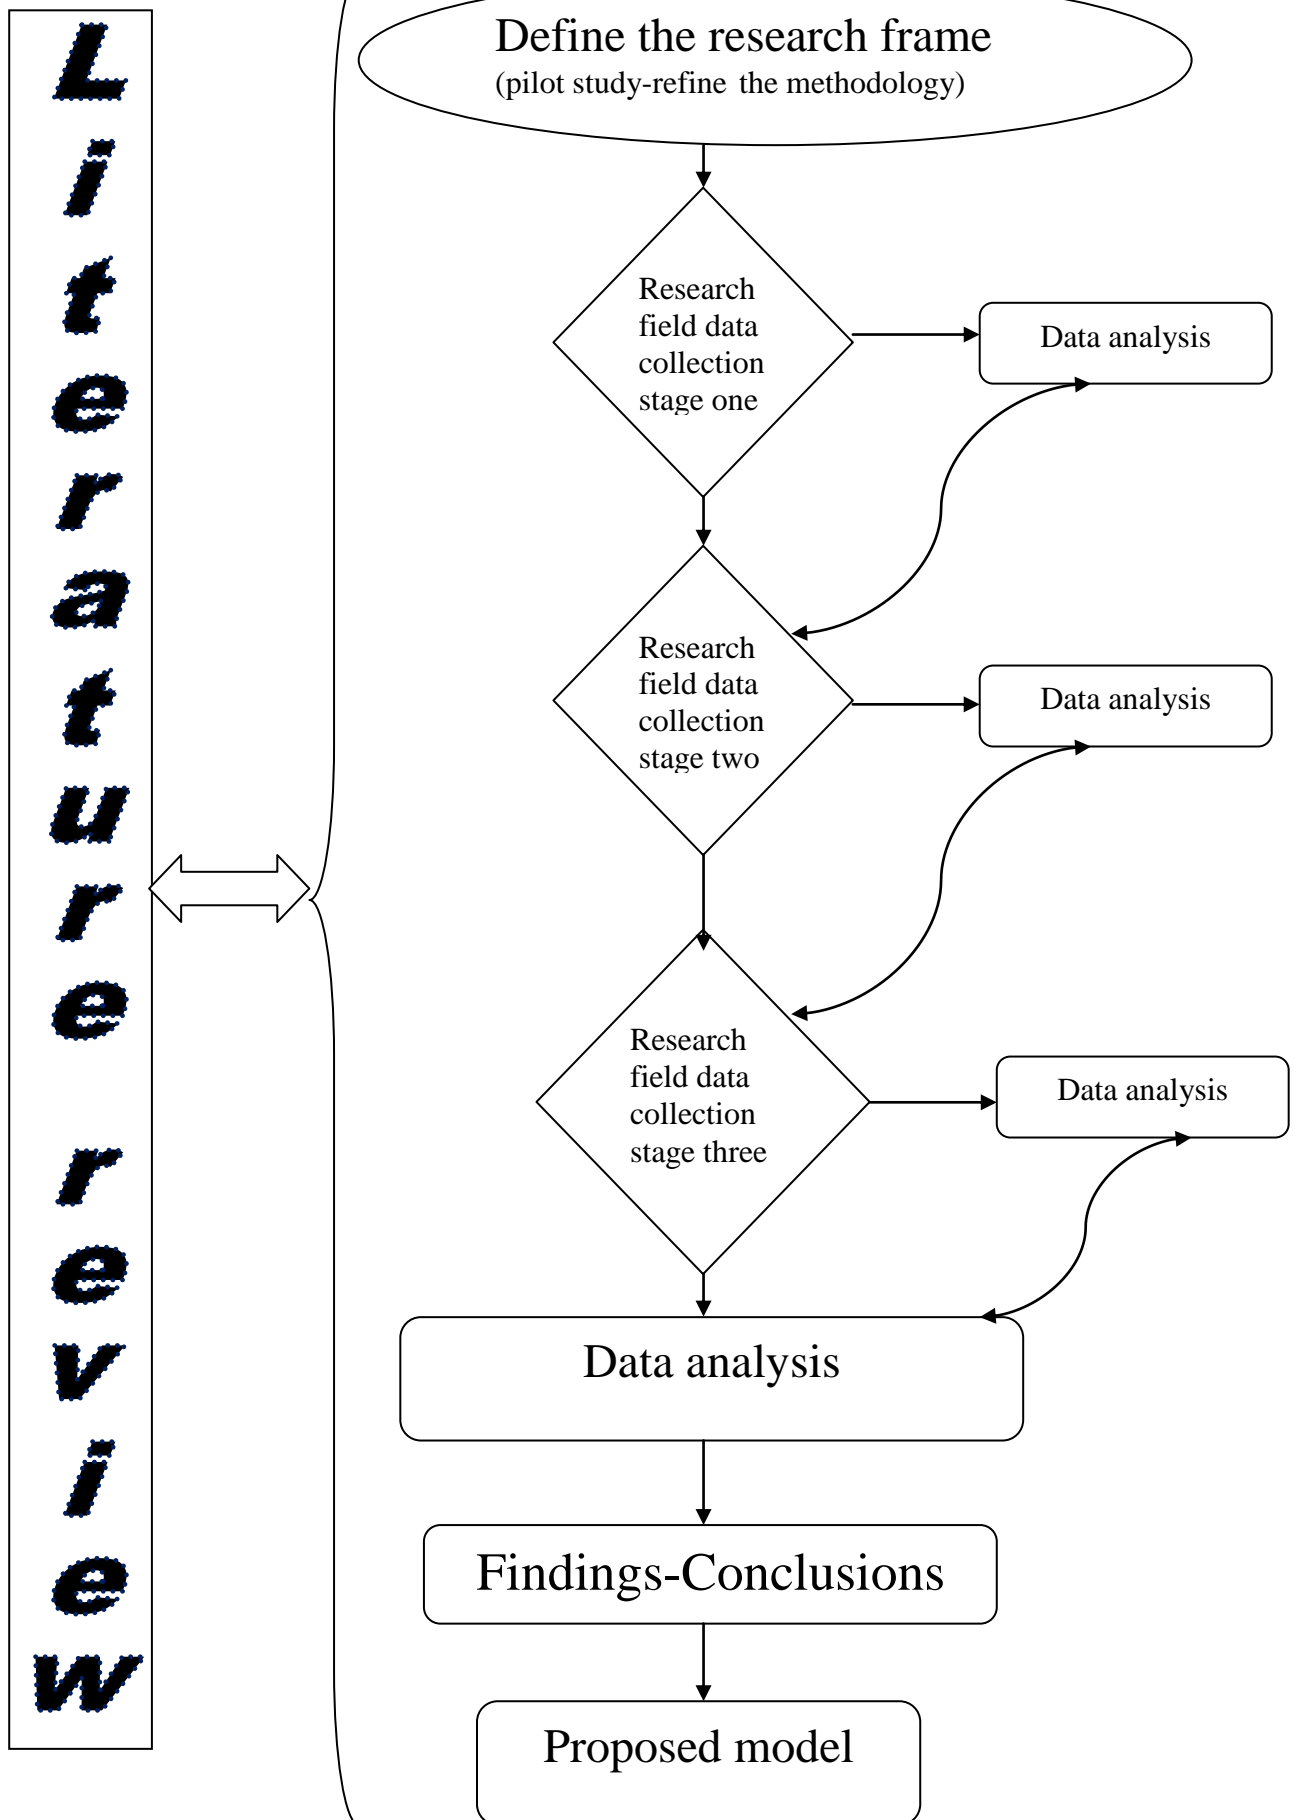 Literature review
Define the research frame
(pilot study-refine the methodology)
Research
field data
collection
stage one
Data analysis
Research
field data
collection
stage two
Data analysis
Research
field data
collection
stage three
Data analysis
Data analysis
Findings-Conclusions
Proposed model